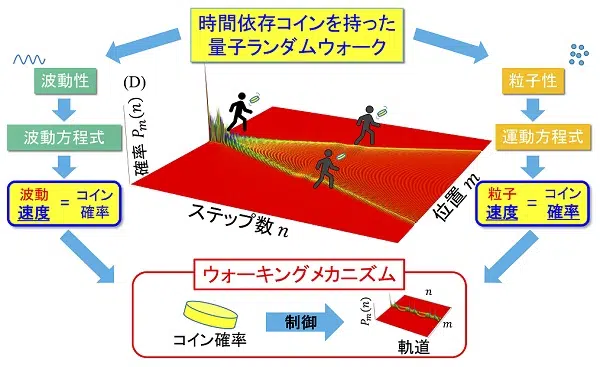 時間依存コインを持った
量子ランダムウォーク
波動性
波動方程式
波動
速度
=
コイン
確率
(D)
確率 Pₘ(n)
ステップ数 n
位置 m
粒子性
運動方程式
粒子
速度
=
コイン
確率
ウォーキングメカニズム
コイン確率
制御
Pₘ(n)
n
m
軌道